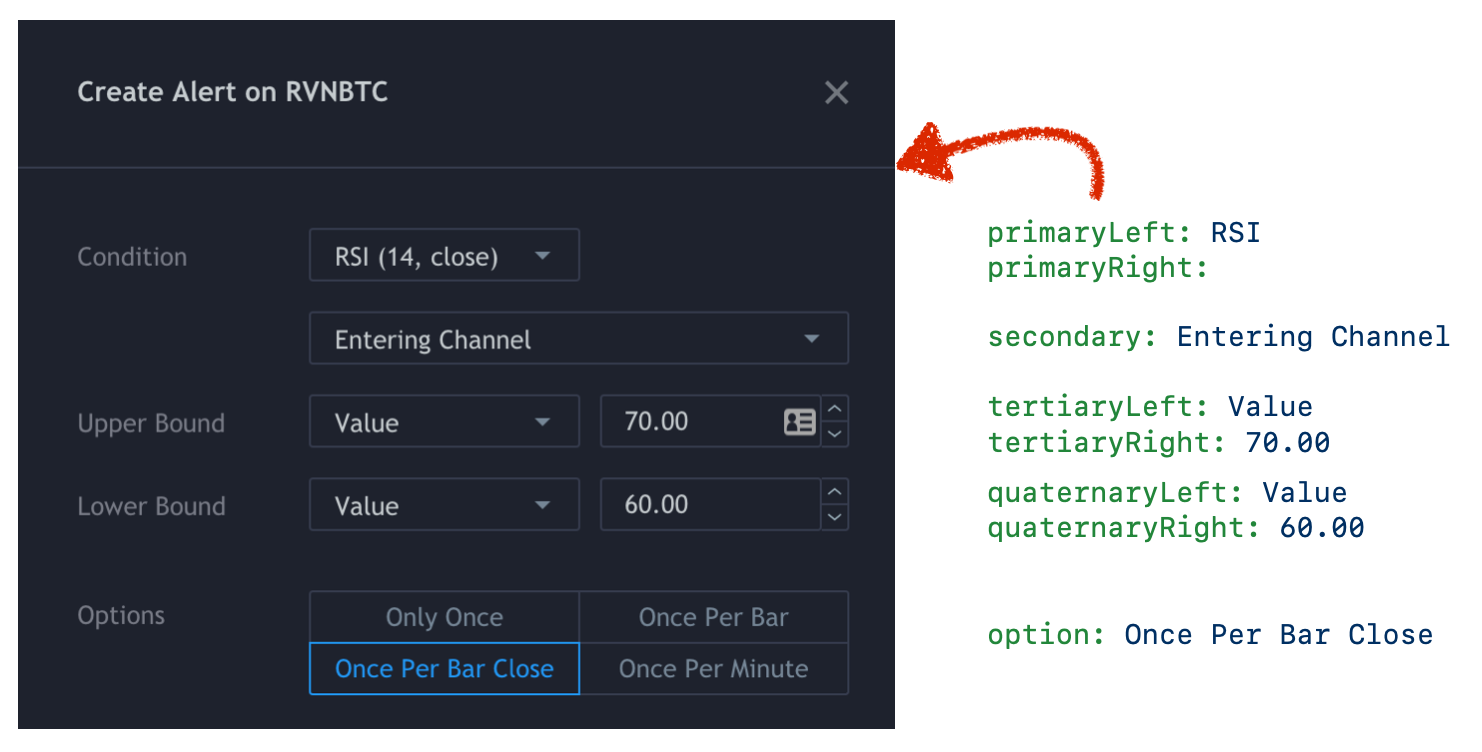 Create Alert on RVNBTC
Condition
RSI (14, close)
Entering Channel
Upper Bound
Value
70.00
Lower Bound
Value
60.00
Options
Only Once
Once Per Bar
Once Per Bar Close
Once Per Minute
primaryLeft: RSI
primaryRight:
secondary: Entering Channel
tertiaryLeft: Value
tertiaryRight: 70.00
quaternaryLeft: Value
quaternaryRight: 60.00
option: Once Per Bar Close